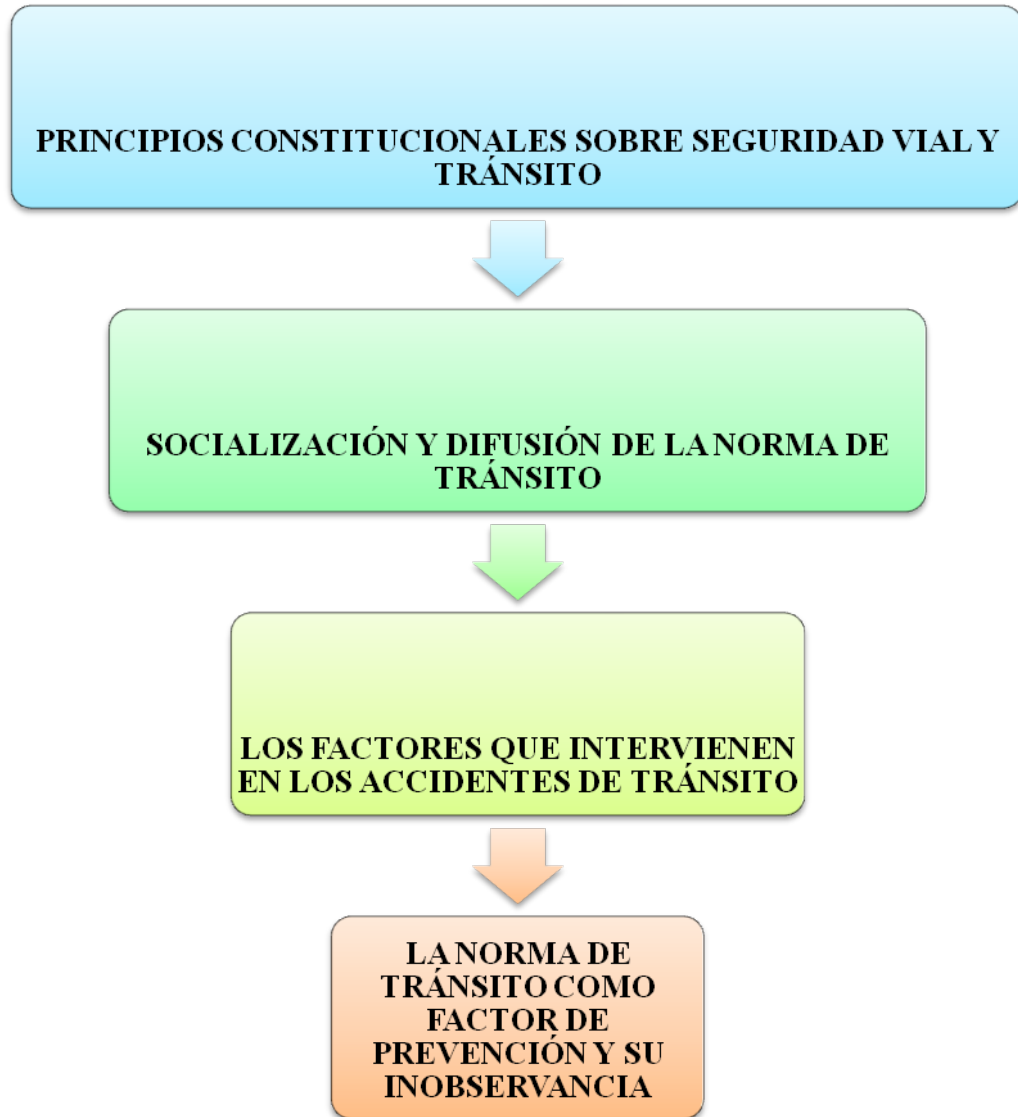 PRINCIPIOS CONSTITUCIONALES SOBRE SEGURIDAD VIAL Y
TRÁNSITO
SOCIALIZACIÓN Y DIFUSIÓN DE LA NORMA DE
TRÁNSITO
LOS FACTORES QUE INTERVIENEN
EN LOS ACCIDENTES DE TRÁNSITO
LA NORMA DE
TRÁNSITO COMO
FACTOR DE
PREVENCIÓN Y SU
INOBSERVANCIA